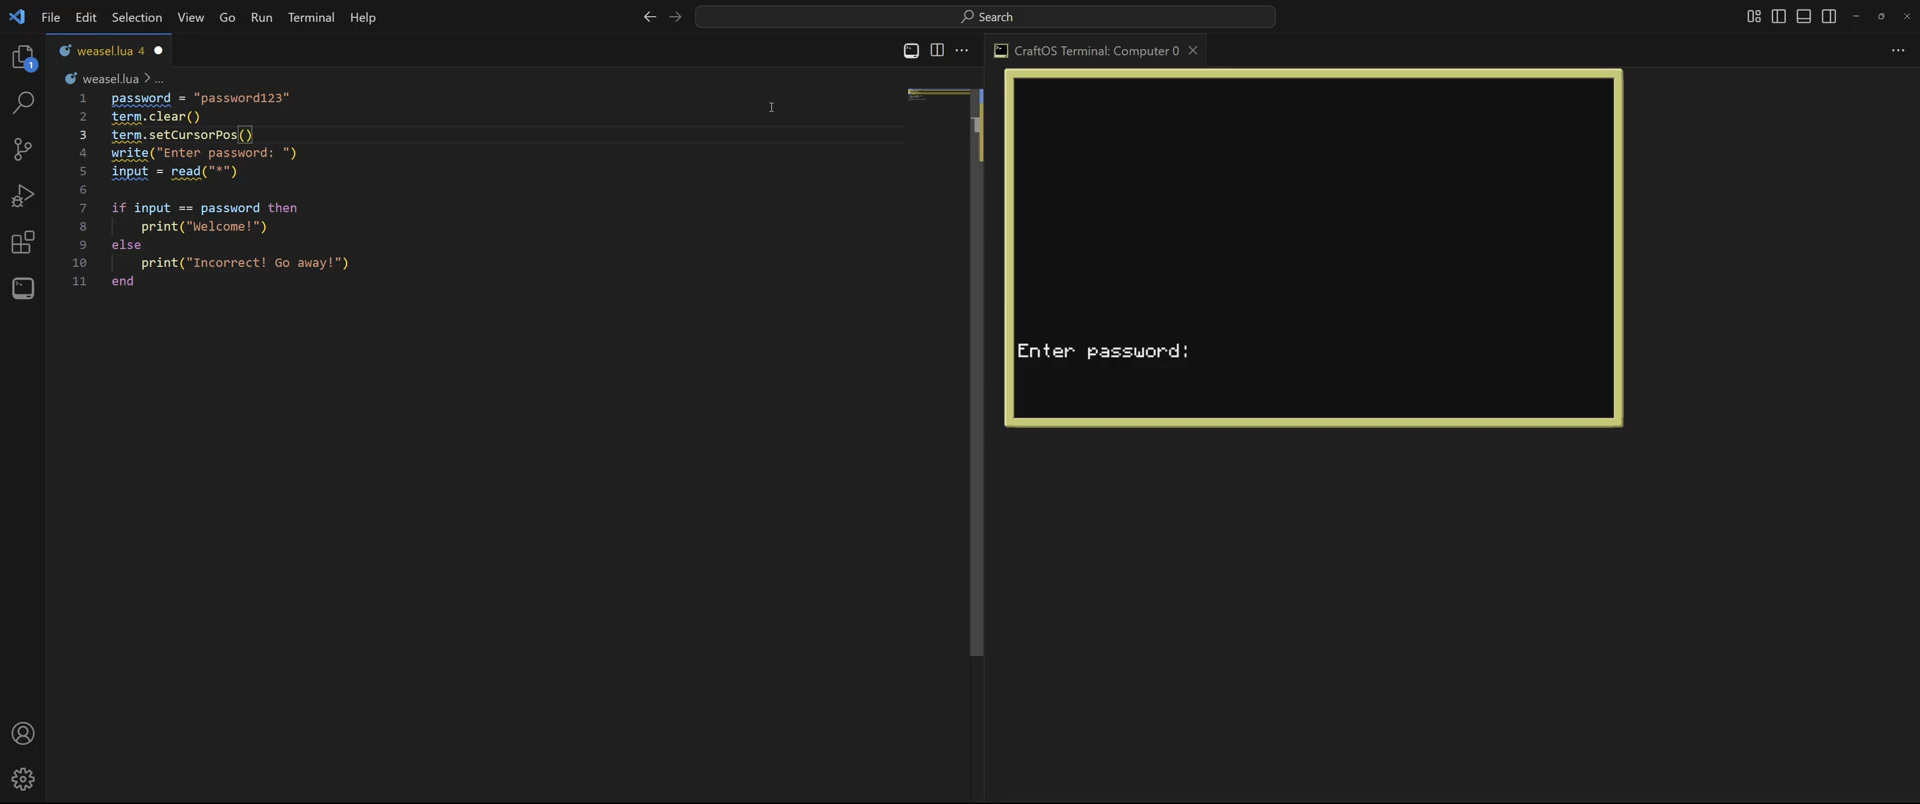 File Edit Selection View Go Run Terminal Help
Search
weasel.lua 4
CraftOS Terminal: Computer 0
1
weasel.lua > ...
1 password = "password123"
2 term.clear()
3 term.setCursorPos()
4 write("Enter password: ")
5 input = read("*")
6
7 if input == password then
8 print("Welcome!")
9 else
10 print("Incorrect! Go away!")
11 end
Enter password: